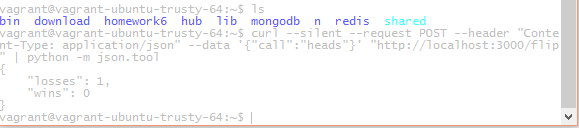 vagrant@vagrant-ubuntu-trusty-64:~$ ls
bin  download  homework6  hub  lib  mongodb  n  redis  shared
vagrant@vagrant-ubuntu-trusty-64:~$ curl --silent --request POST --header "Conte
nt-Type: application/json" --data '{"call":"heads"}' "http://localhost:3000/flip
" | python -m json.tool
{
    "losses": 1,
    "wins": 0
}
vagrant@vagrant-ubuntu-trusty-64:~$